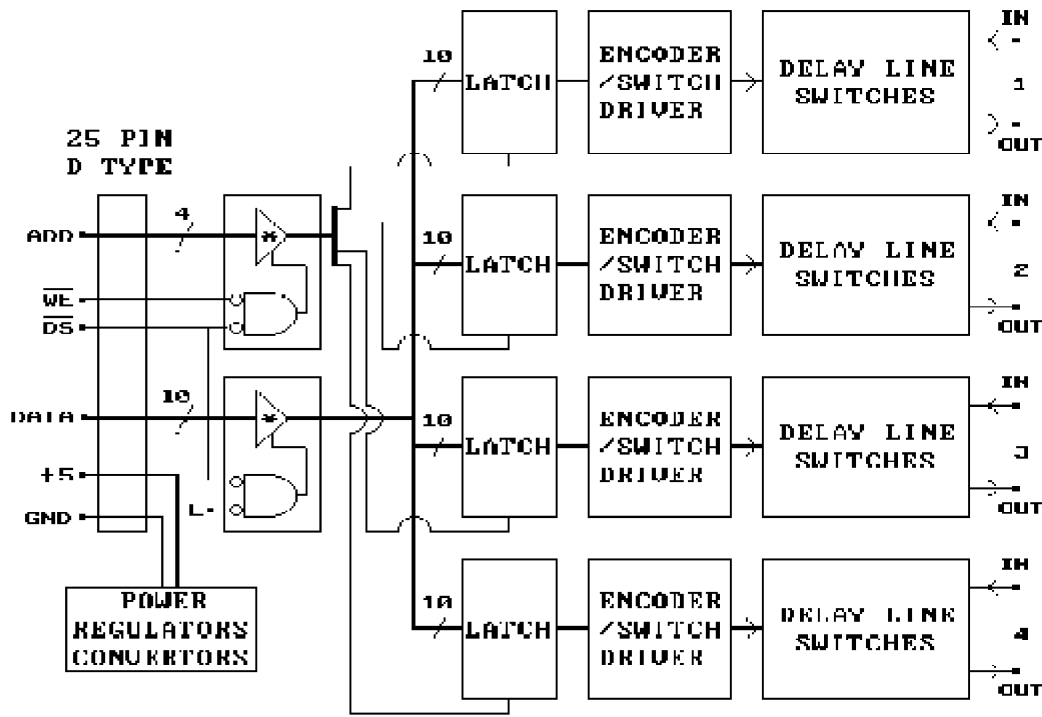 25 PIN
D TYPE
ADD
4
WE
DS
DATA
10
+5
GND
L
POWER
REGULATORS
CONVERTORS
10
LATCH
ENCODER
/SWITCH
DRIVER
DELAY LINE
SWITCHES
IN
1
OUT
10
LATCH
ENCODER
/SWITCH
DRIVER
DELAY LINE
SWITCHES
IN
2
OUT
10
LATCH
ENCODER
/SWITCH
DRIVER
DELAY LINE
SWITCHES
IN
3
OUT
10
LATCH
ENCODER
/SWITCH
DRIVER
DELAY LINE
SWITCHES
IN
4
OUT